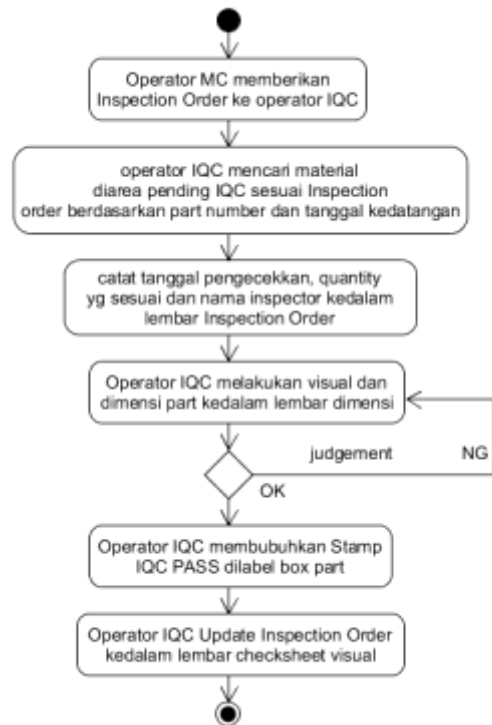 Operator MC memberikan
Inspection Order ke operator IQC
operator IQC mencari material
diarea pending IQC sesuai Inspection
order berdasarkan part number dan tanggal kedatangan
catat tanggal pengecekkan, quantity
yg sesuai dan nama inspector kedalam
lembar Inspection Order
Operator IQC melakukan visual dan
dimensi part kedalam lembar dimensi
judgement
NG
OK
Operator IQC membubuhkan Stamp
IQC PASS dilabel box part
Operator IQC Update Inspection Order
kedalam lembar checksheet visual